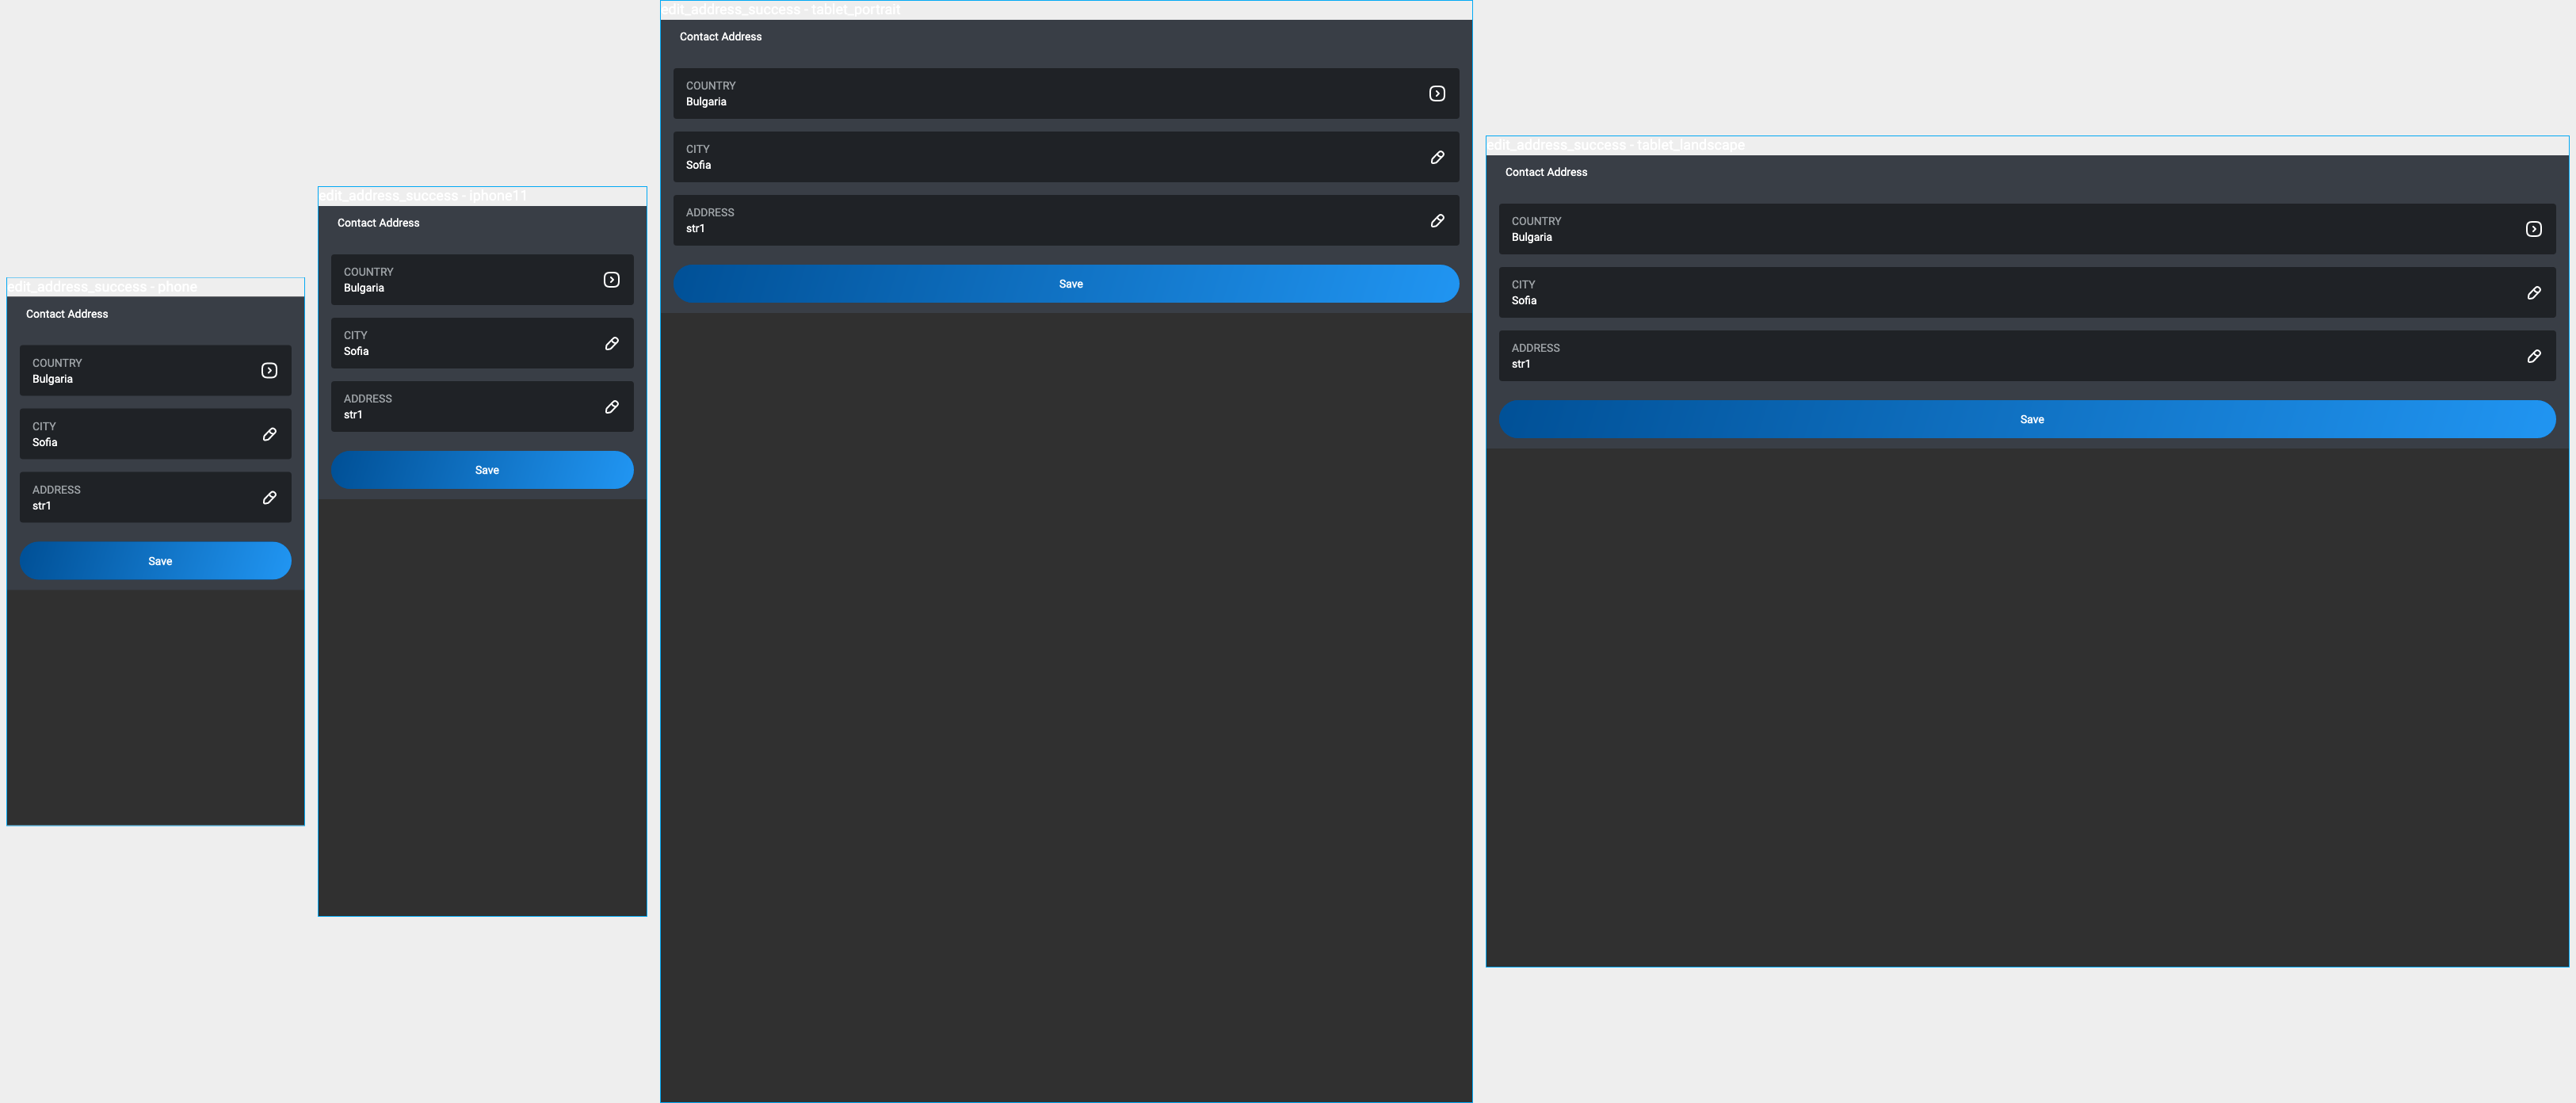 edit_address_success - phone
Contact Address
COUNTRY
Bulgaria
CITY
Sofia
ADDRESS
str1
Save
edit_address_success - iphone11
Contact Address
COUNTRY
Bulgaria
CITY
Sofia
ADDRESS
str1
Save
edit_address_success - tablet_portrait
Contact Address
COUNTRY
Bulgaria
CITY
Sofia
ADDRESS
str1
Save
edit_address_success - tablet_landscape
Contact Address
COUNTRY
Bulgaria
CITY
Sofia
ADDRESS
str1
Save